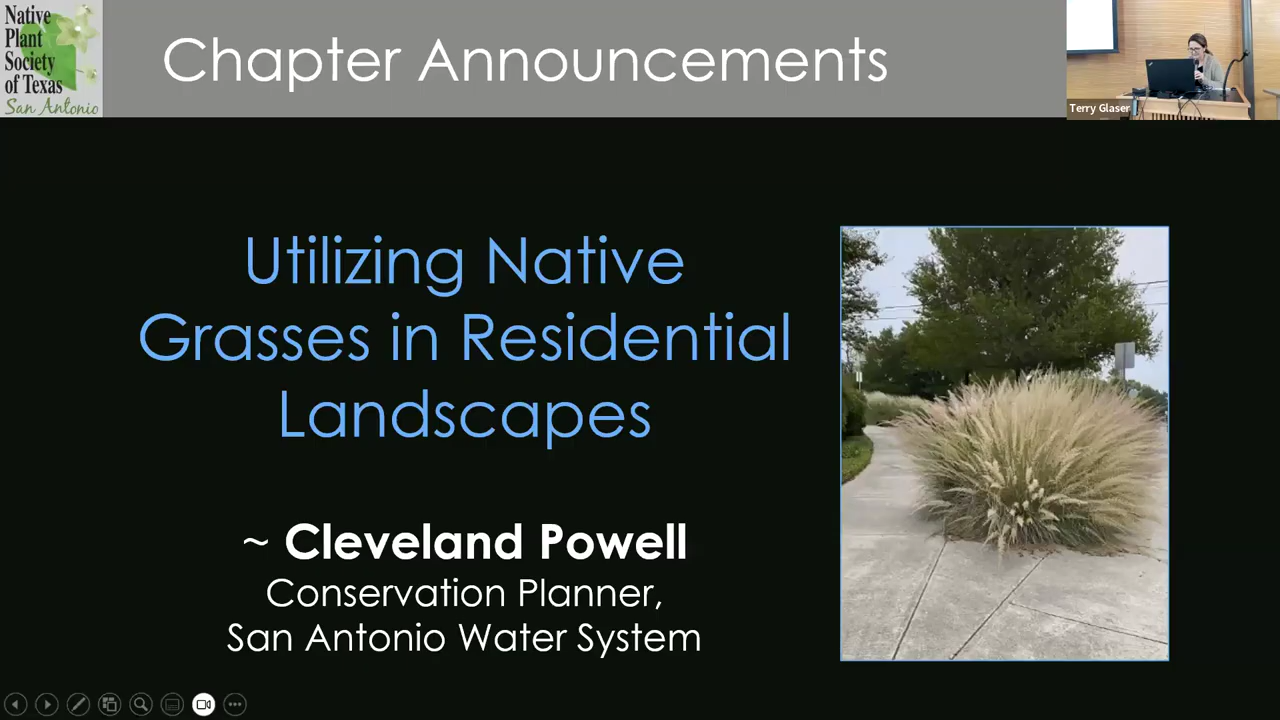 Native
Plant
Society
of Texas
San Antonio
Chapter Announcements
Terry Glaser
Utilizing Native
Grasses in Residential
Landscapes
~ Cleveland Powell
Conservation Planner,
San Antonio Water System